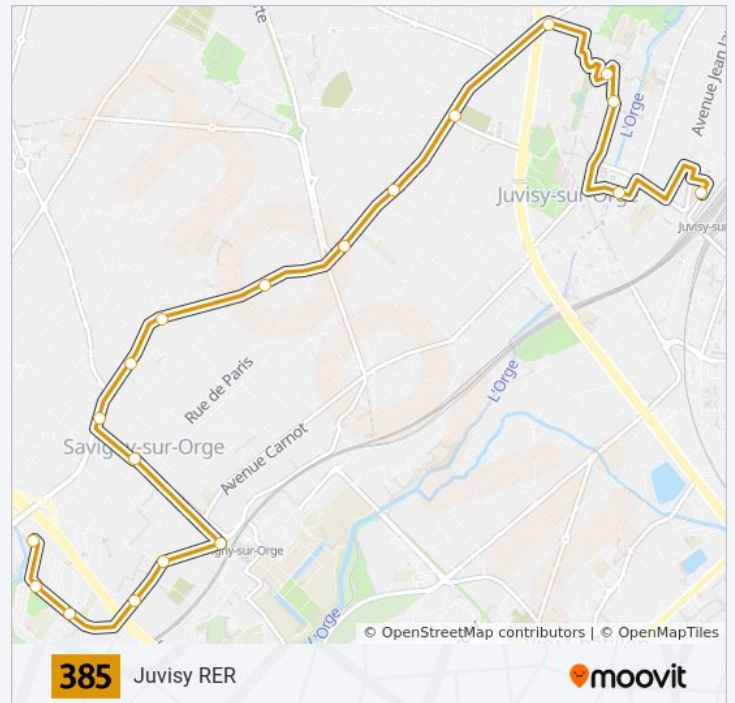 L'Orge
Avenue Jean Ja
Juvisy-sur-Orge
Juvisy-sur
L'Orge
Rue de Paris
Avenue Carnot
Savigny-sur-Orge
gny-sur-Orge
L'Orge
© OpenStreetMap contributors | © OpenMapTiles
385 Juvisy RER
moovit